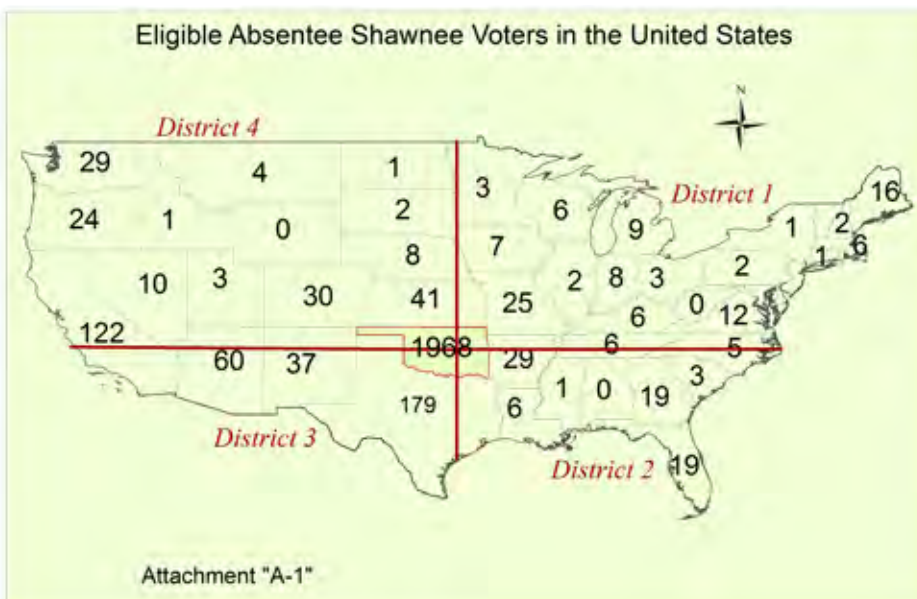 Eligible Absentee Shawnee Voters in the United States
N
District 4
29 4 1 3 6 9 District 1 16
24 1 0 2 1 2
8 7 1 6
10 3 30 41 25 2 8 3 2
6 0 12
122 1968 6 5
60 37 29 3
179 6 1 0 19
District 3 District 2 19
Attachment "A-1"